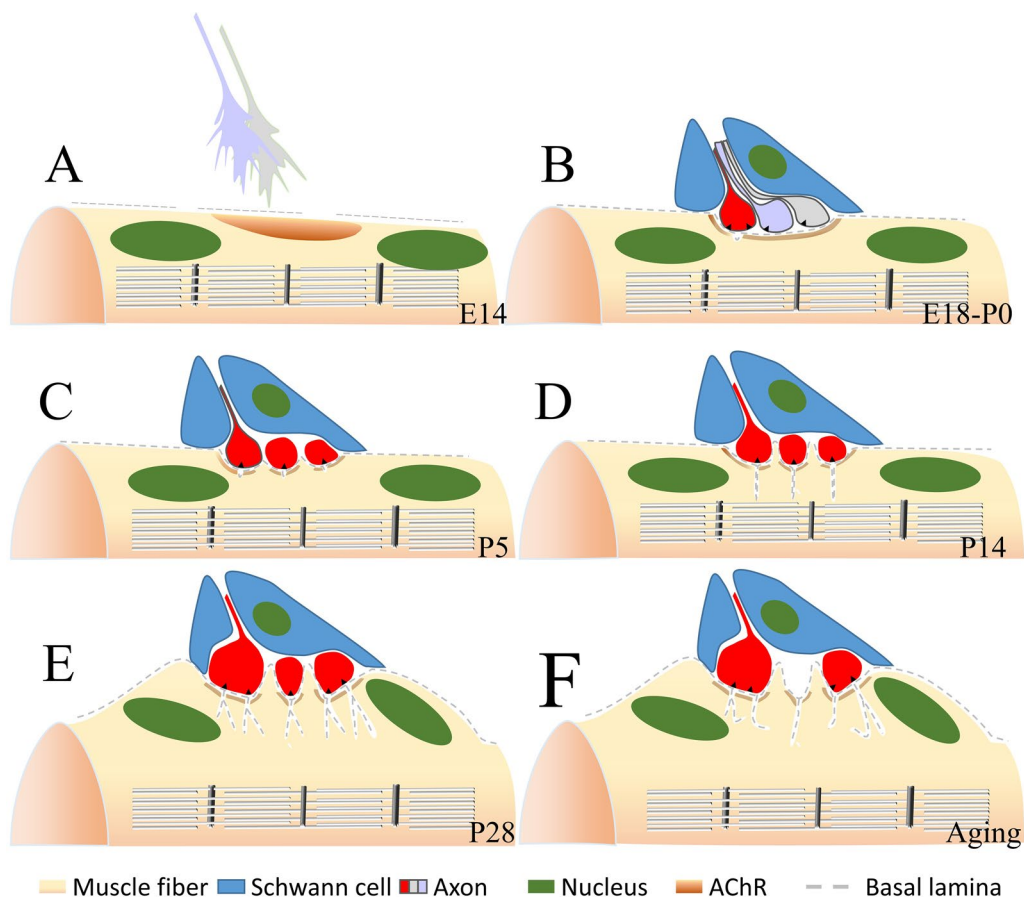 A
E14
B
E18-P0
C
P5
D
P14
E
P28
F
Aging
Muscle fiber Schwann cell Axon Nucleus AChR Basal lamina